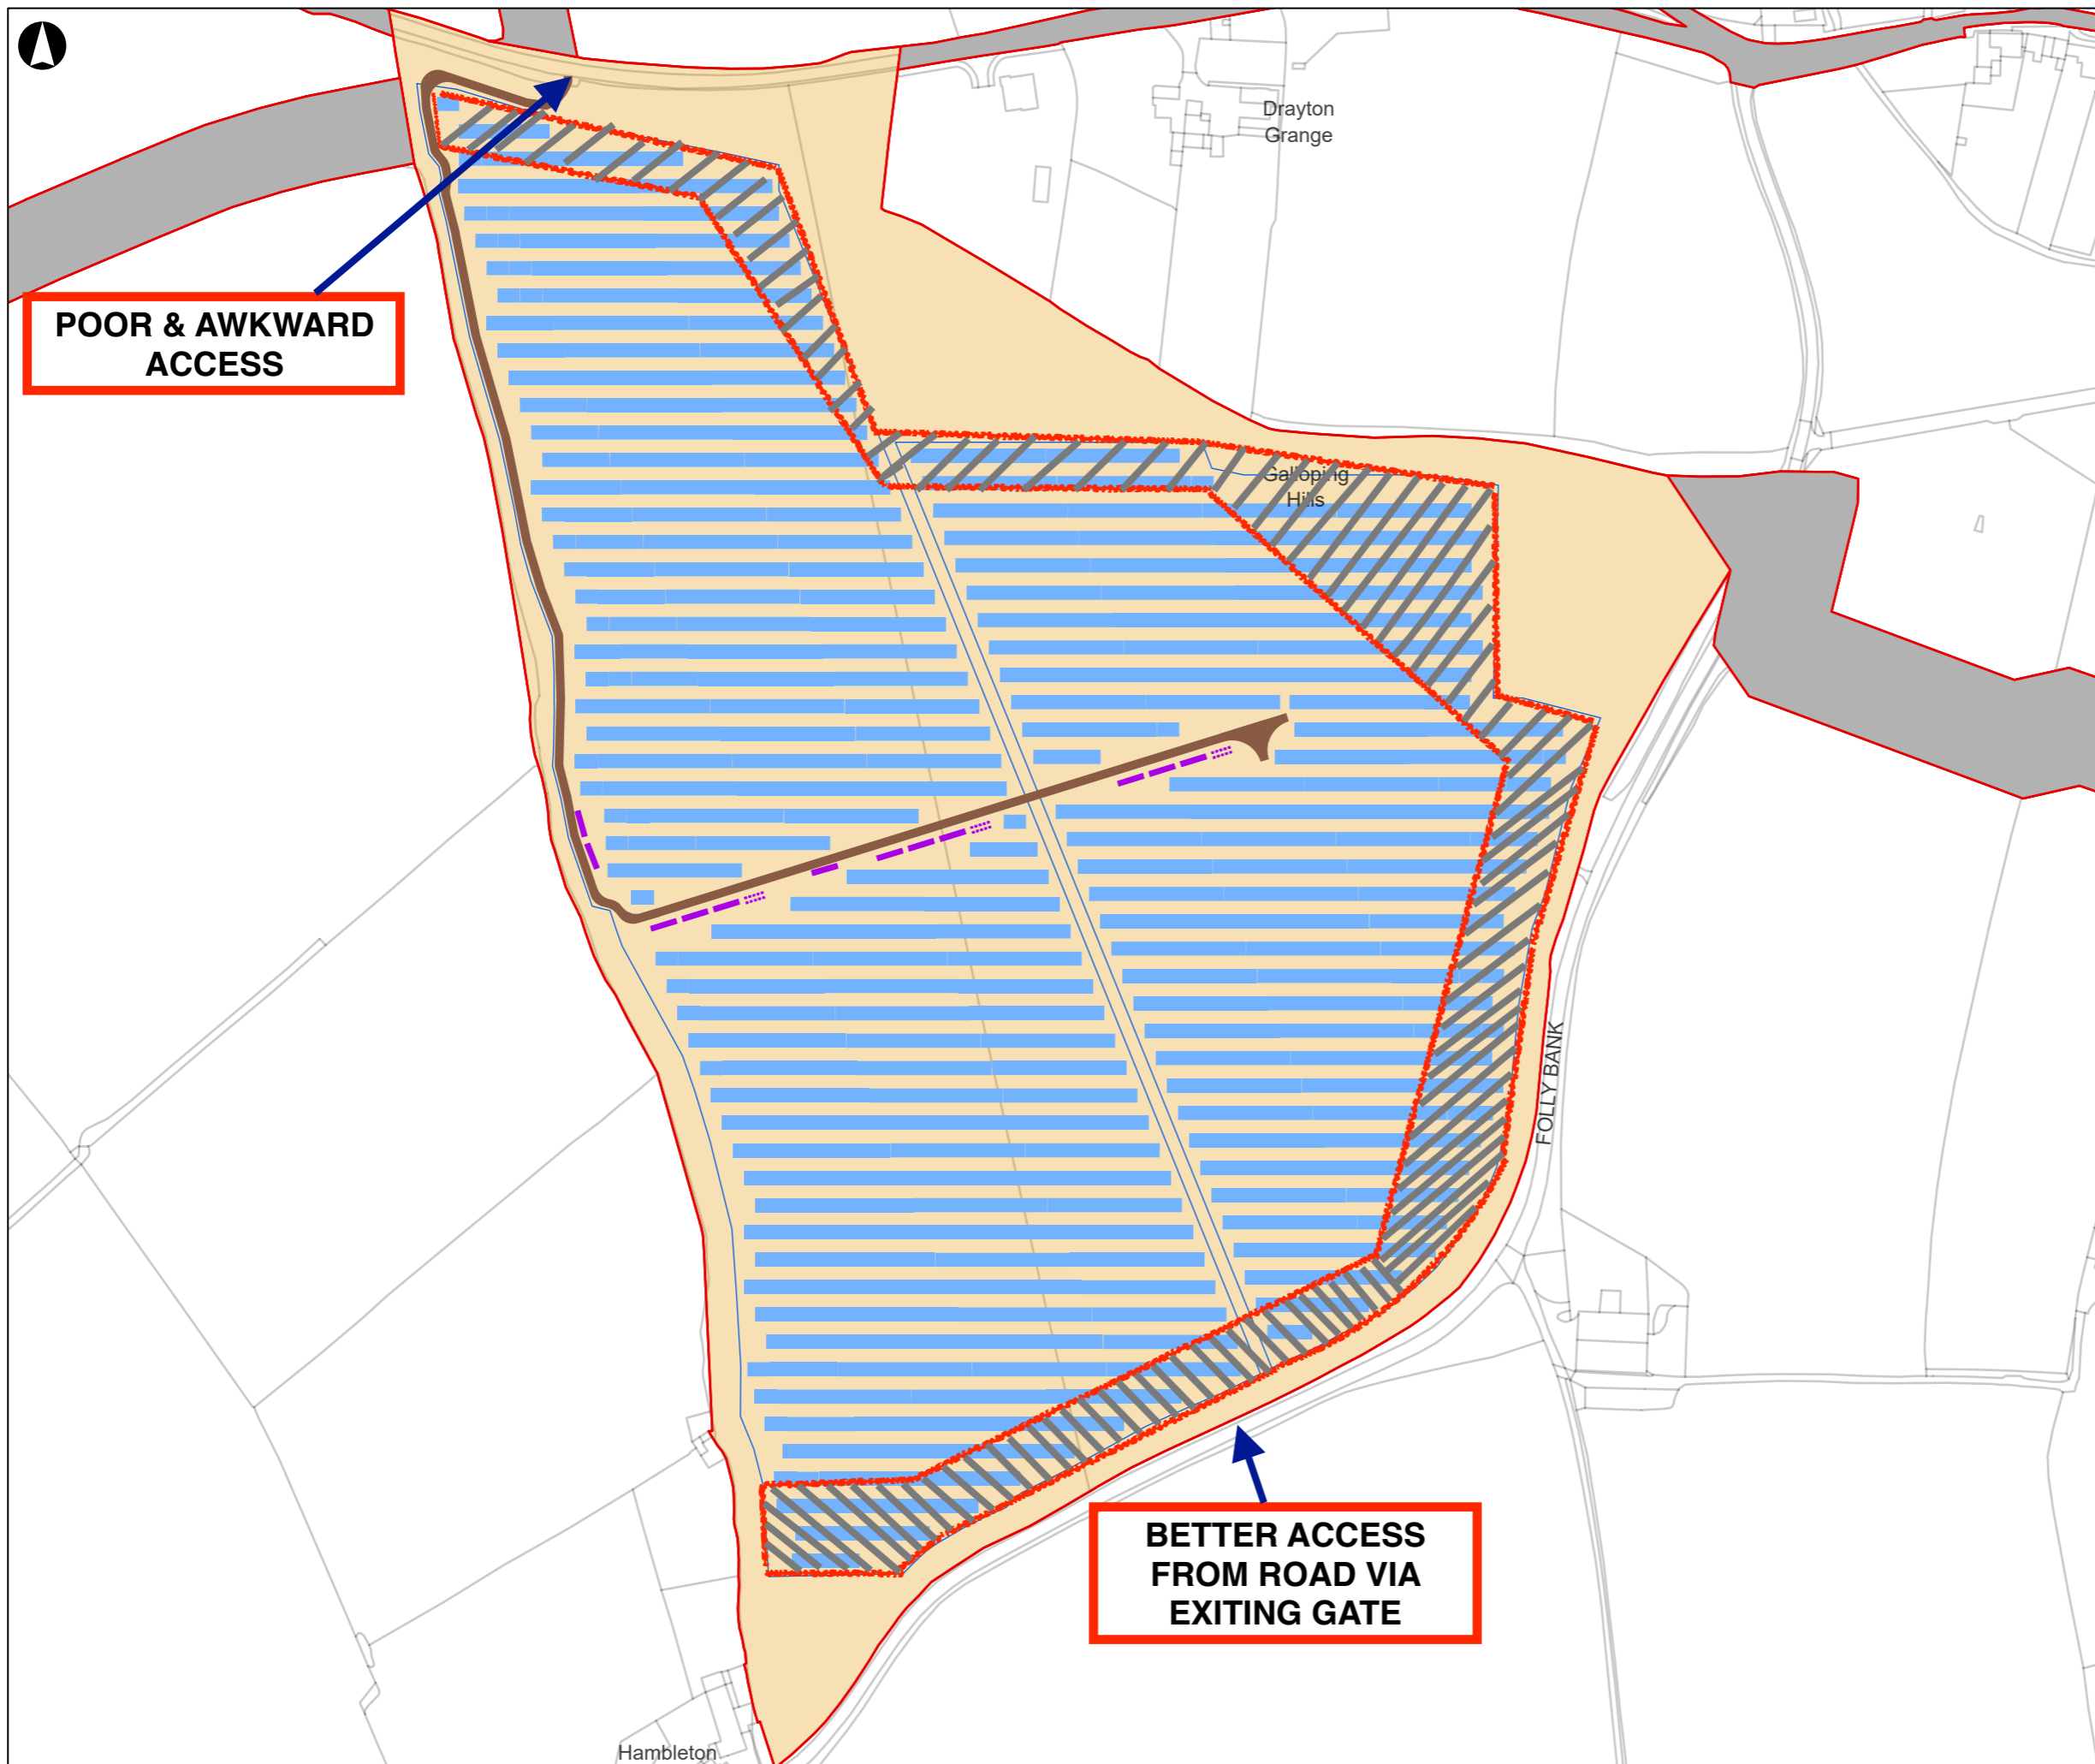 Drayton
Grange
POOR & AWKWARD
ACCESS
Galloping
Hills
FOLLY BANK
BETTER ACCESS
FROM ROAD VIA
EXITING GATE
Hambleton